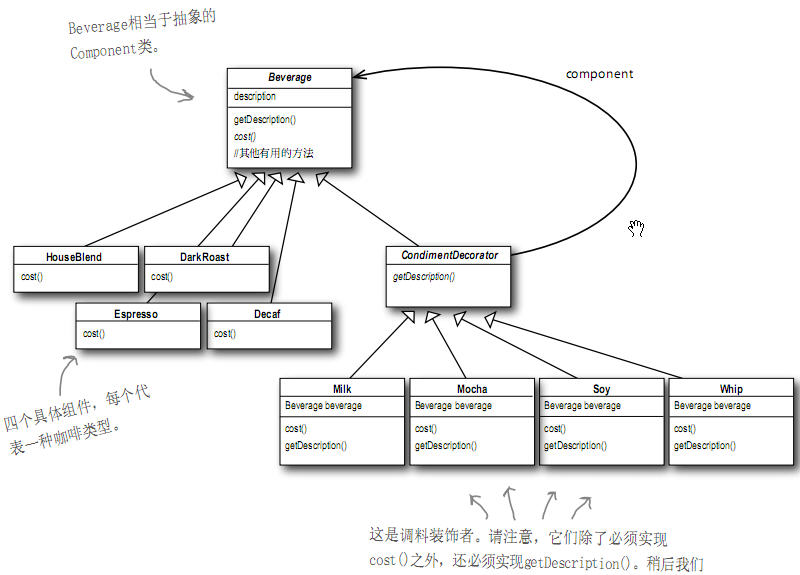 Beverage相当于抽象的
Component类。
Beverage
component
description
getDescription()
cost()
//其他有用的方法
HouseBlend
cost()
DarkRoast
cost()
CondimentDecorator
getDescription()
Espresso
cost()
Decaf
cost()
四个具体组件，每个代
表一种咖啡类型。
Milk
Beverage beverage
cost()
getDescription()
Mocha
Beverage beverage
cost()
getDescription()
Soy
Beverage beverage
cost()
getDescription()
Whip
Beverage beverage
cost()
getDescription()
这是调料装饰者。请注意，它们除了必须实现
cost()之外，还必须实现getDescription()。稍后我们